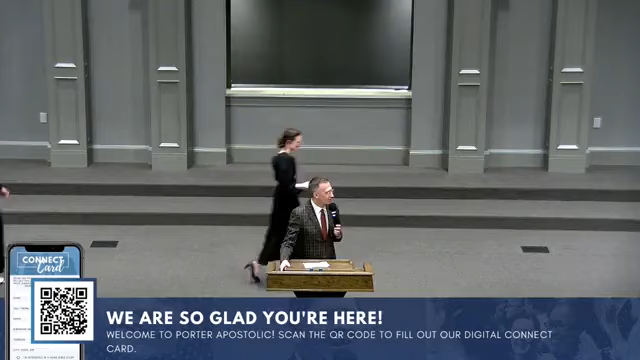 CONNECT
Card
WE ARE SO GLAD YOU'RE HERE!
WELCOME TO PORTER APOSTOLIC! SCAN THE QR CODE TO FILL OUT OUR DIGITAL CONNECT
CARD.